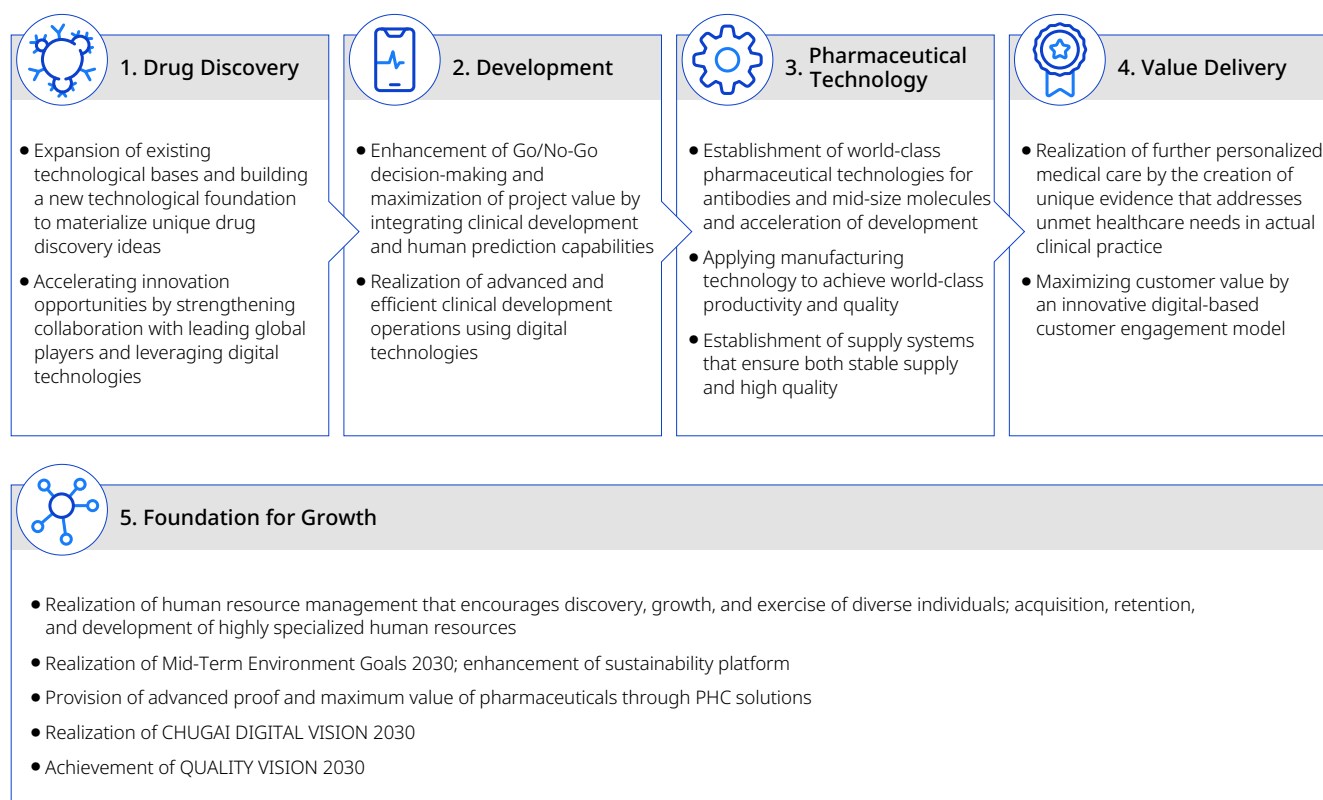 1. Drug Discovery
• Expansion of existing
technological bases and building
a new technological foundation
to materialize unique drug
discovery ideas
• Accelerating innovation
opportunities by strengthening
collaboration with leading global
players and leveraging digital
technologies
2. Development
• Enhancement of Go/No-Go
decision-making and
maximization of project value by
integrating clinical development
and human prediction capabilities
• Realization of advanced and
efficient clinical development
operations using digital
technologies
3. Pharmaceutical
Technology
• Establishment of world-class
pharmaceutical technologies for
antibodies and mid-size molecules
and acceleration of development
• Applying manufacturing
technology to achieve world-class
productivity and quality
• Establishment of supply systems
that ensure both stable supply
and high quality
4. Value Delivery
• Realization of further personalized
medical care by the creation of
unique evidence that addresses
unmet healthcare needs in actual
clinical practice
• Maximizing customer value by
an innovative digital-based
customer engagement model
5. Foundation for Growth
• Realization of human resource management that encourages discovery, growth, and exercise of diverse individuals; acquisition, retention,
and development of highly specialized human resources
• Realization of Mid-Term Environment Goals 2030; enhancement of sustainability platform
• Provision of advanced proof and maximum value of pharmaceuticals through PHC solutions
• Realization of CHUGAI DIGITAL VISION 2030
• Achievement of QUALITY VISION 2030